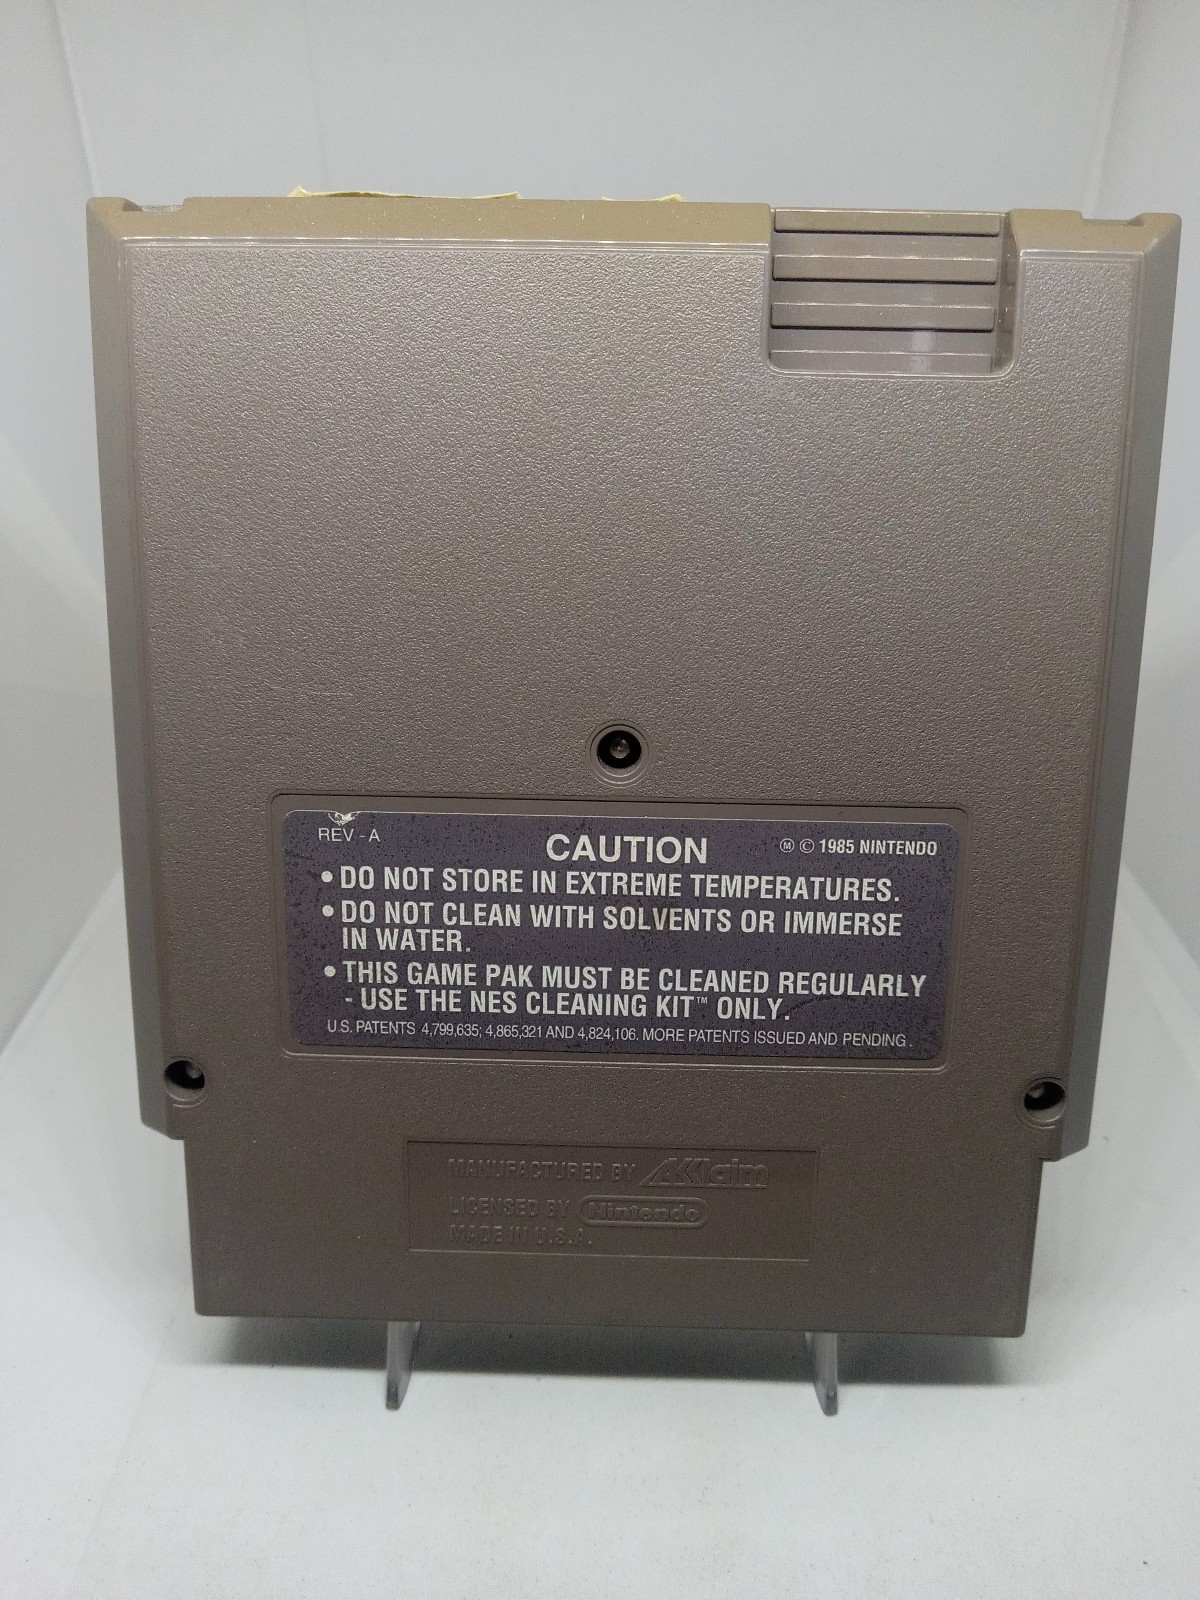 REV - A
CAUTION
Ⓜ © 1985 NINTENDO
• DO NOT STORE IN EXTREME TEMPERATURES.
• DO NOT CLEAN WITH SOLVENTS OR IMMERSE
IN WATER.
• THIS GAME PAK MUST BE CLEANED REGULARLY
- USE THE NES CLEANING KIT™ ONLY.
U.S. PATENTS 4,799,635; 4,865,321 AND 4,824,106. MORE PATENTS ISSUED AND PENDING.
MANUFACTURED BY AKKlaim
LICENSED BY Nintendo
MADE IN U.S.A.